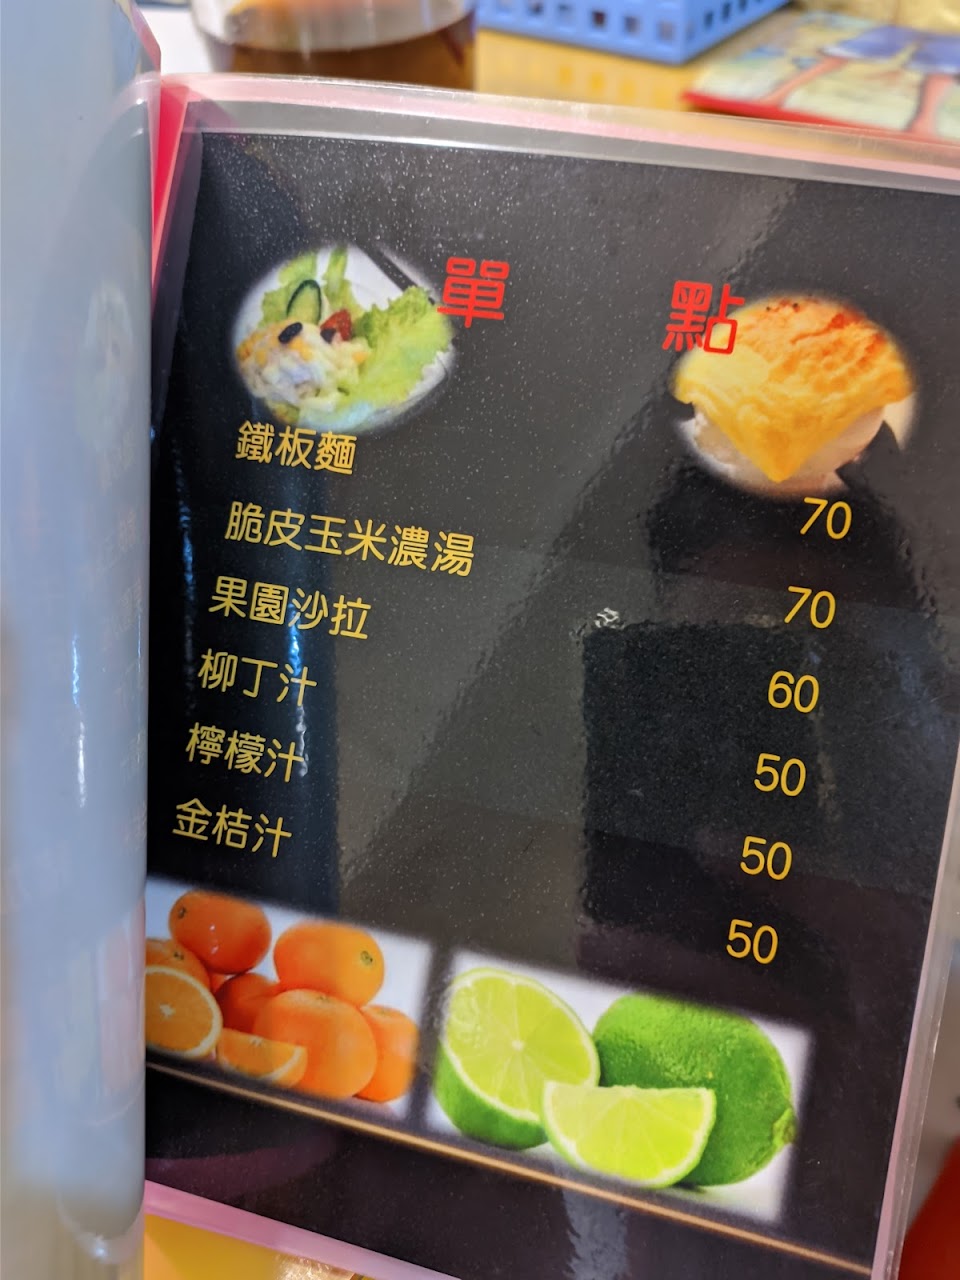 單 點
鐵板麵 70
脆皮玉米濃湯 70
果園沙拉 60
柳丁汁 50
檸檬汁 50
金桔汁 50